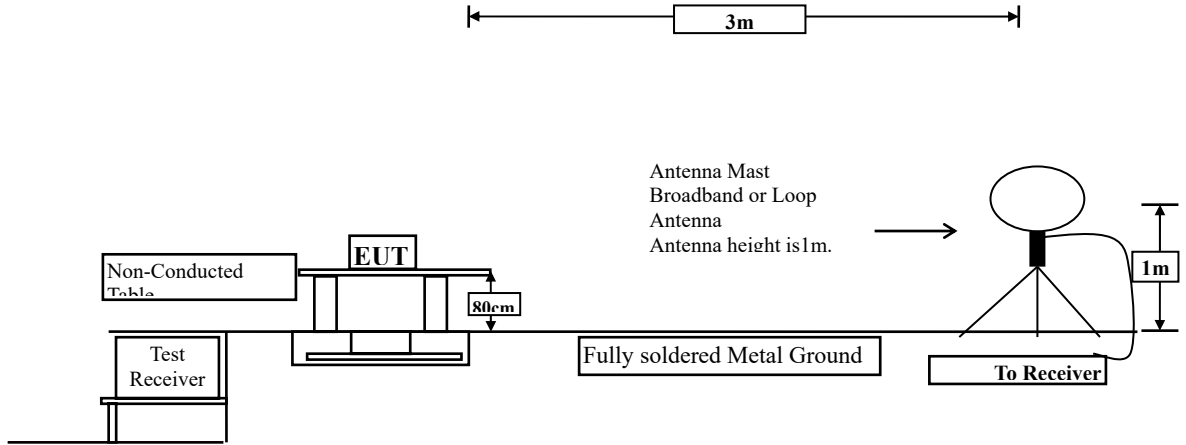 3m
Antenna Mast
Broadband or Loop
Antenna
Antenna height is1m.
EUT
Non-Conducted
Table
80cm
1m
Test
Receiver
Fully soldered Metal Ground
To Receiver